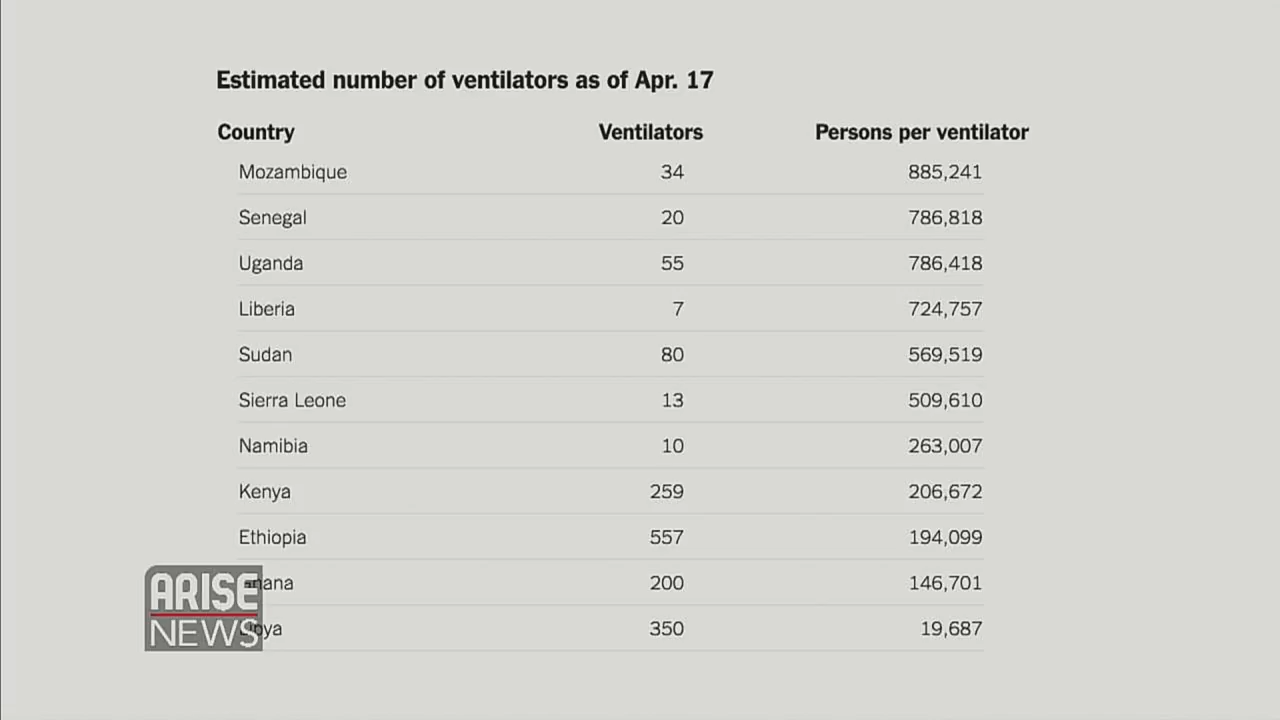 Estimated number of ventilators as of Apr. 17
Country Ventilators Persons per ventilator
Mozambique 34 885,241
Senegal 20 786,818
Uganda 55 786,418
Liberia 7 724,757
Sudan 80 569,519
Sierra Leone 13 509,610
Namibia 10 263,007
Kenya 259 206,672
Ethiopia 557 194,099
200 146,701
350 19,687
ARISE
NEWS